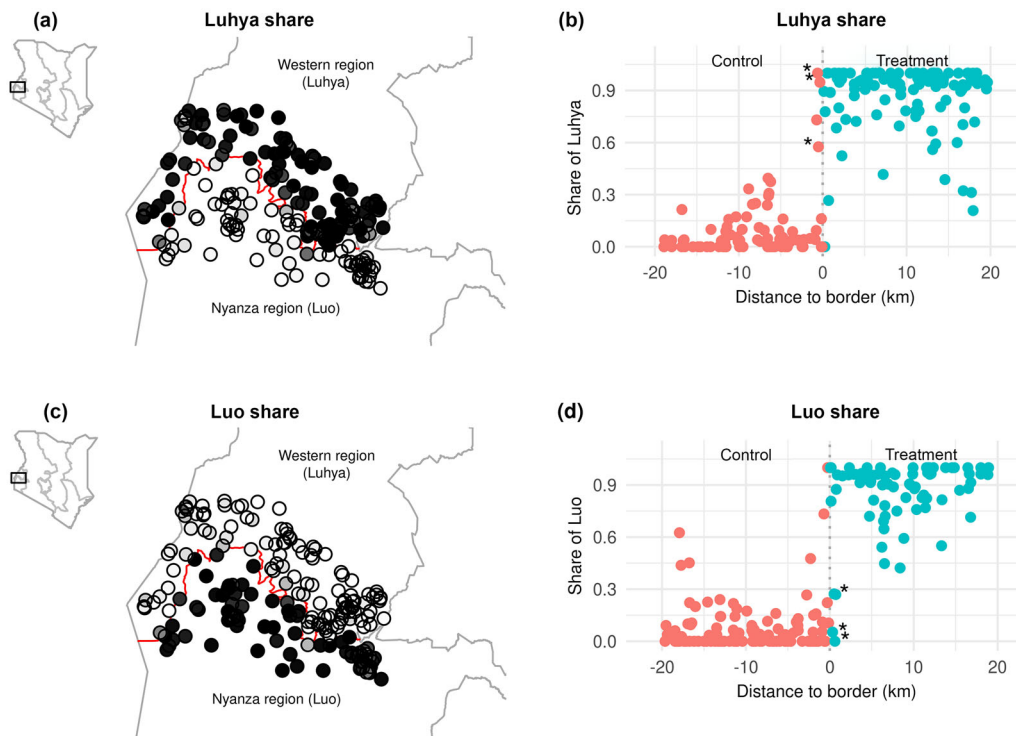 (a)
Luhya share
Western region
(Luhya)
Nyanza region (Luo)
(b)
Luhya share
Control
Treatment
*
*
*
Share of Luhya
0.9
0.6
0.3
0.0
-20
-10
0
10
20
Distance to border (km)
(c)
Luo share
Western region
(Luhya)
Nyanza region (Luo)
(d)
Luo share
Control
Treatment
Share of Luo
0.9
0.6
0.3
0.0
*
*
*
-20
-10
0
10
20
Distance to border (km)